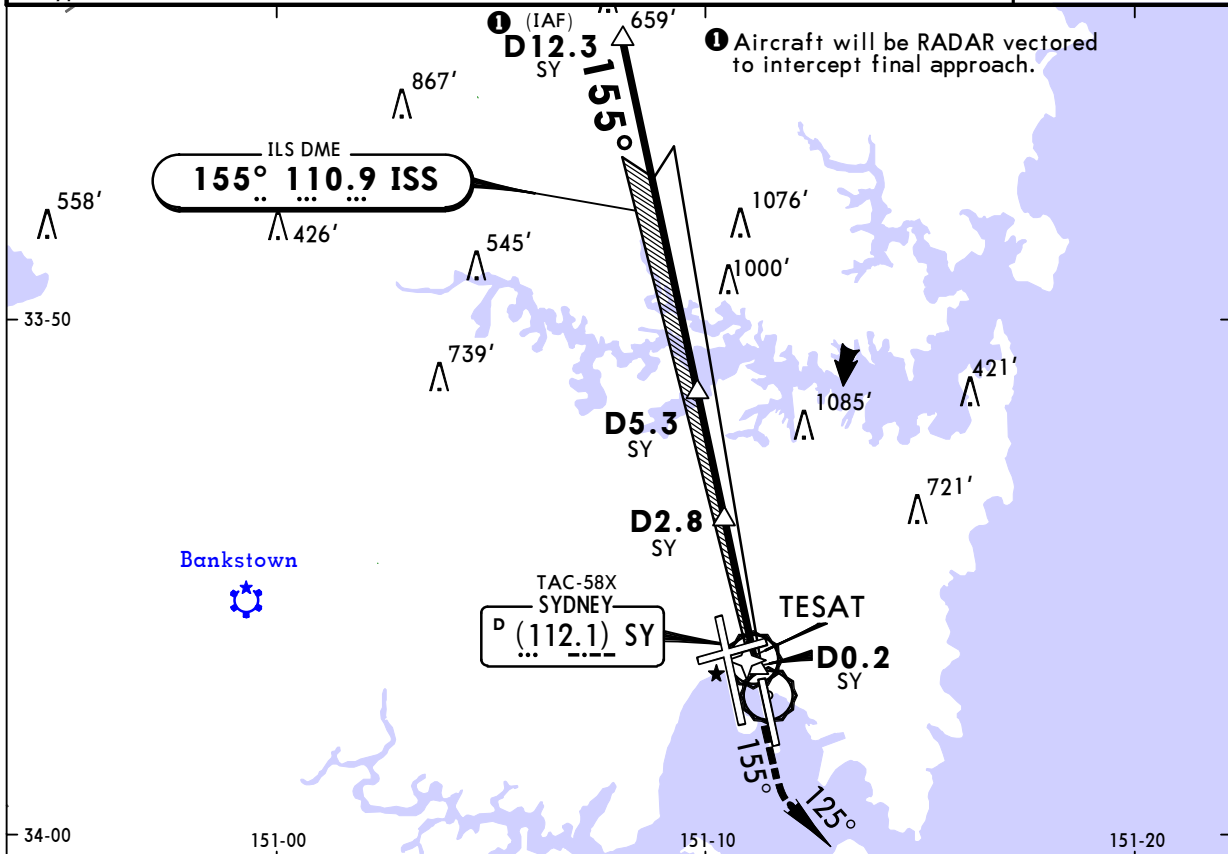 ❶ (IAF)
D12.3
SY
659'
155°
❶ Aircraft will be RADAR vectored
to intercept final approach.
867'
ILS DME
155° 110.9 ISS
558'
426'
545'
1076'
1000'
33-50
739'
421'
1085'
D5.3
SY
721'
D2.8
SY
Bankstown
TAC-58X
SYDNEY
D (112.1) SY
TESAT
D0.2
SY
155°
125°
34-00
151-00
151-10
151-20